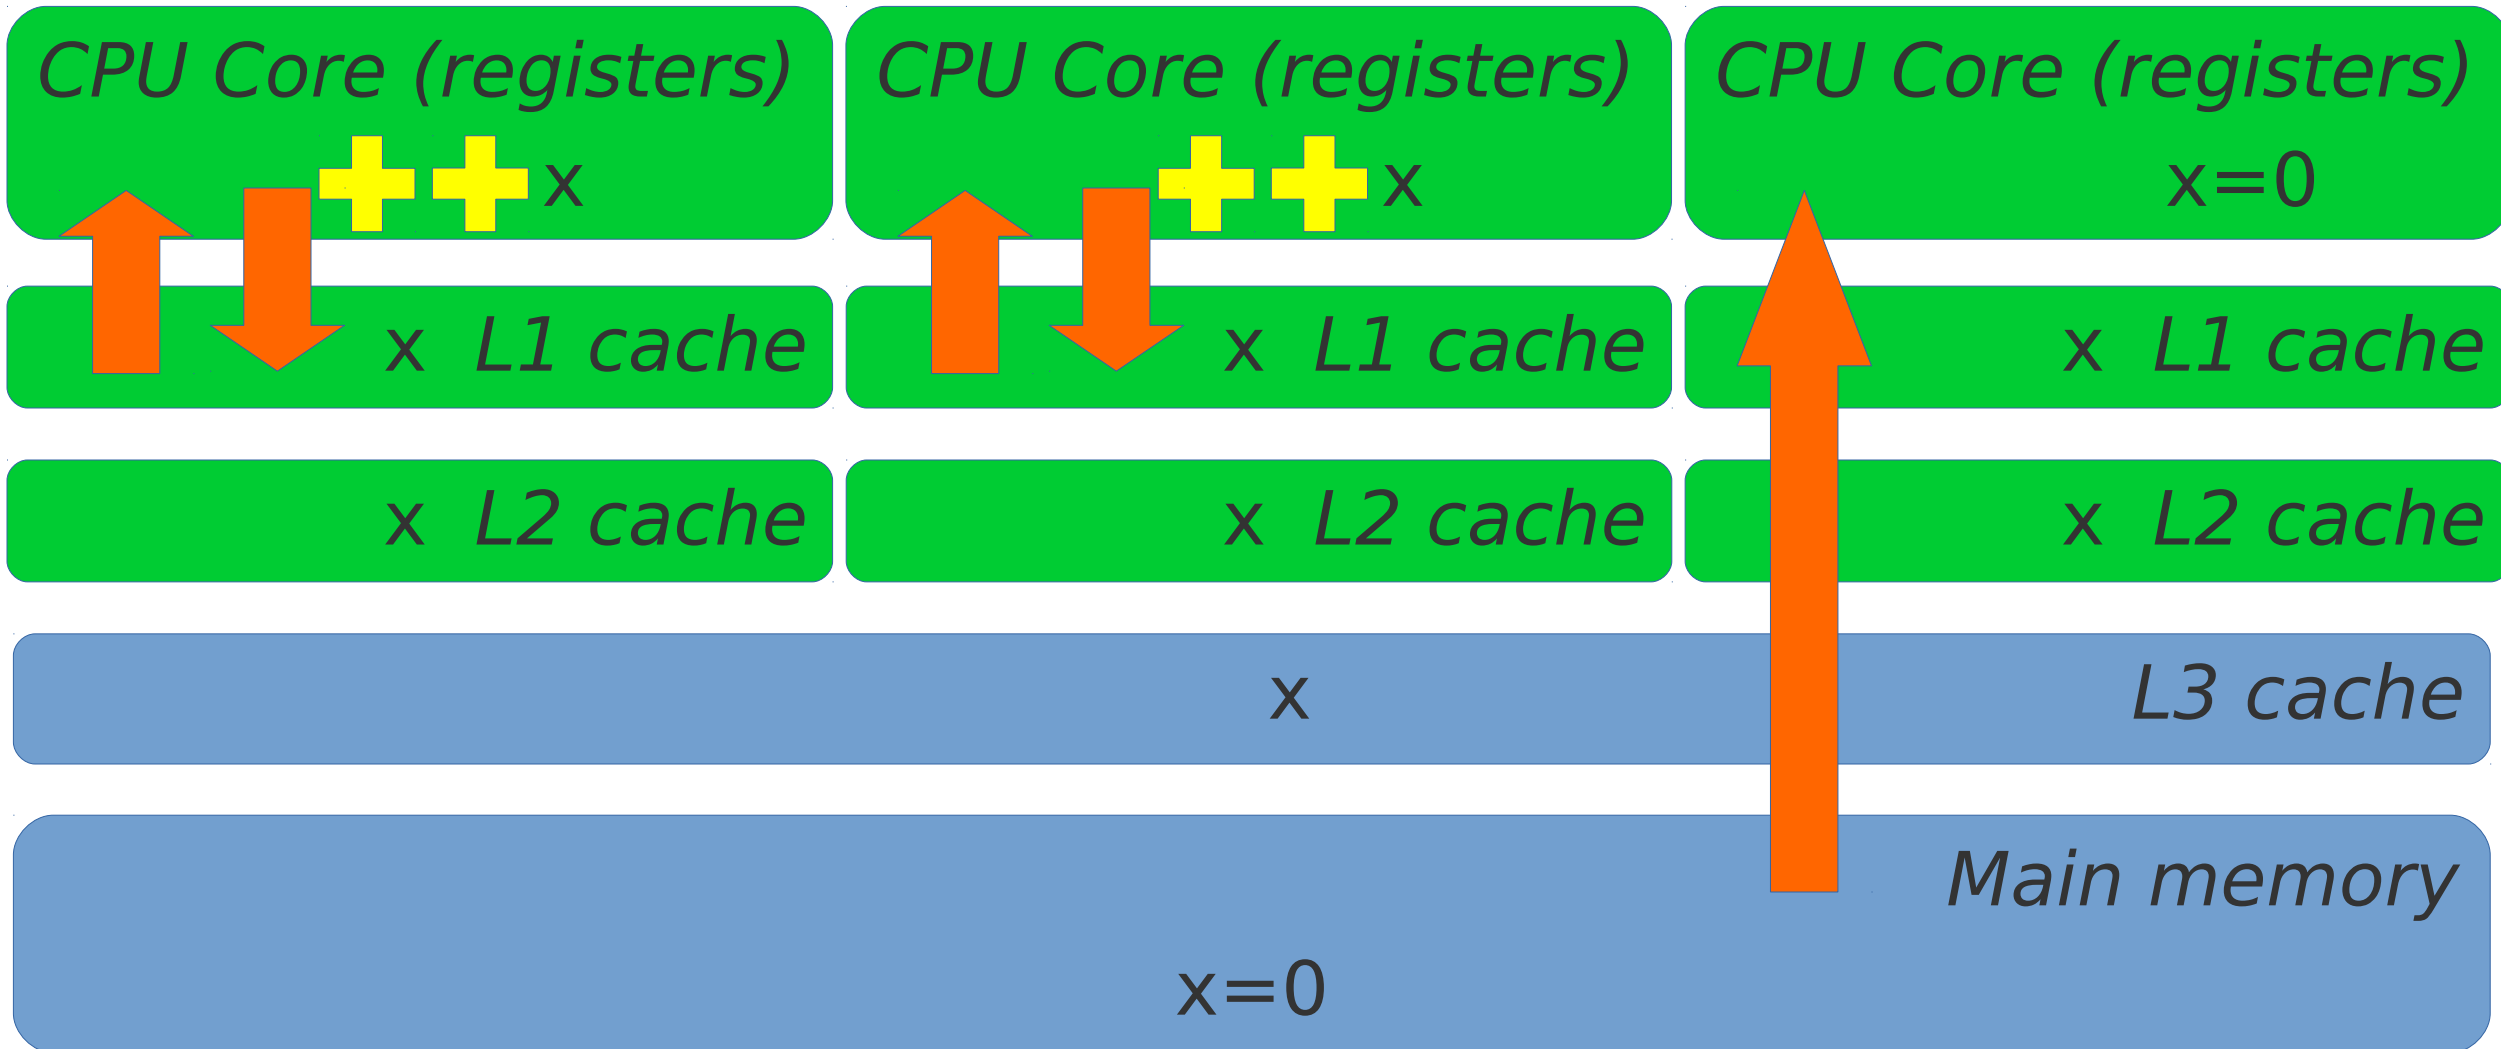 CPU Core (registers) CPU Core (registers) CPU Core (registers)
x x x=0
x L1 cache x L1 cache x L1 cache
x L2 cache x L2 cache x L2 cache
x L3 cache
Main memory
x=0